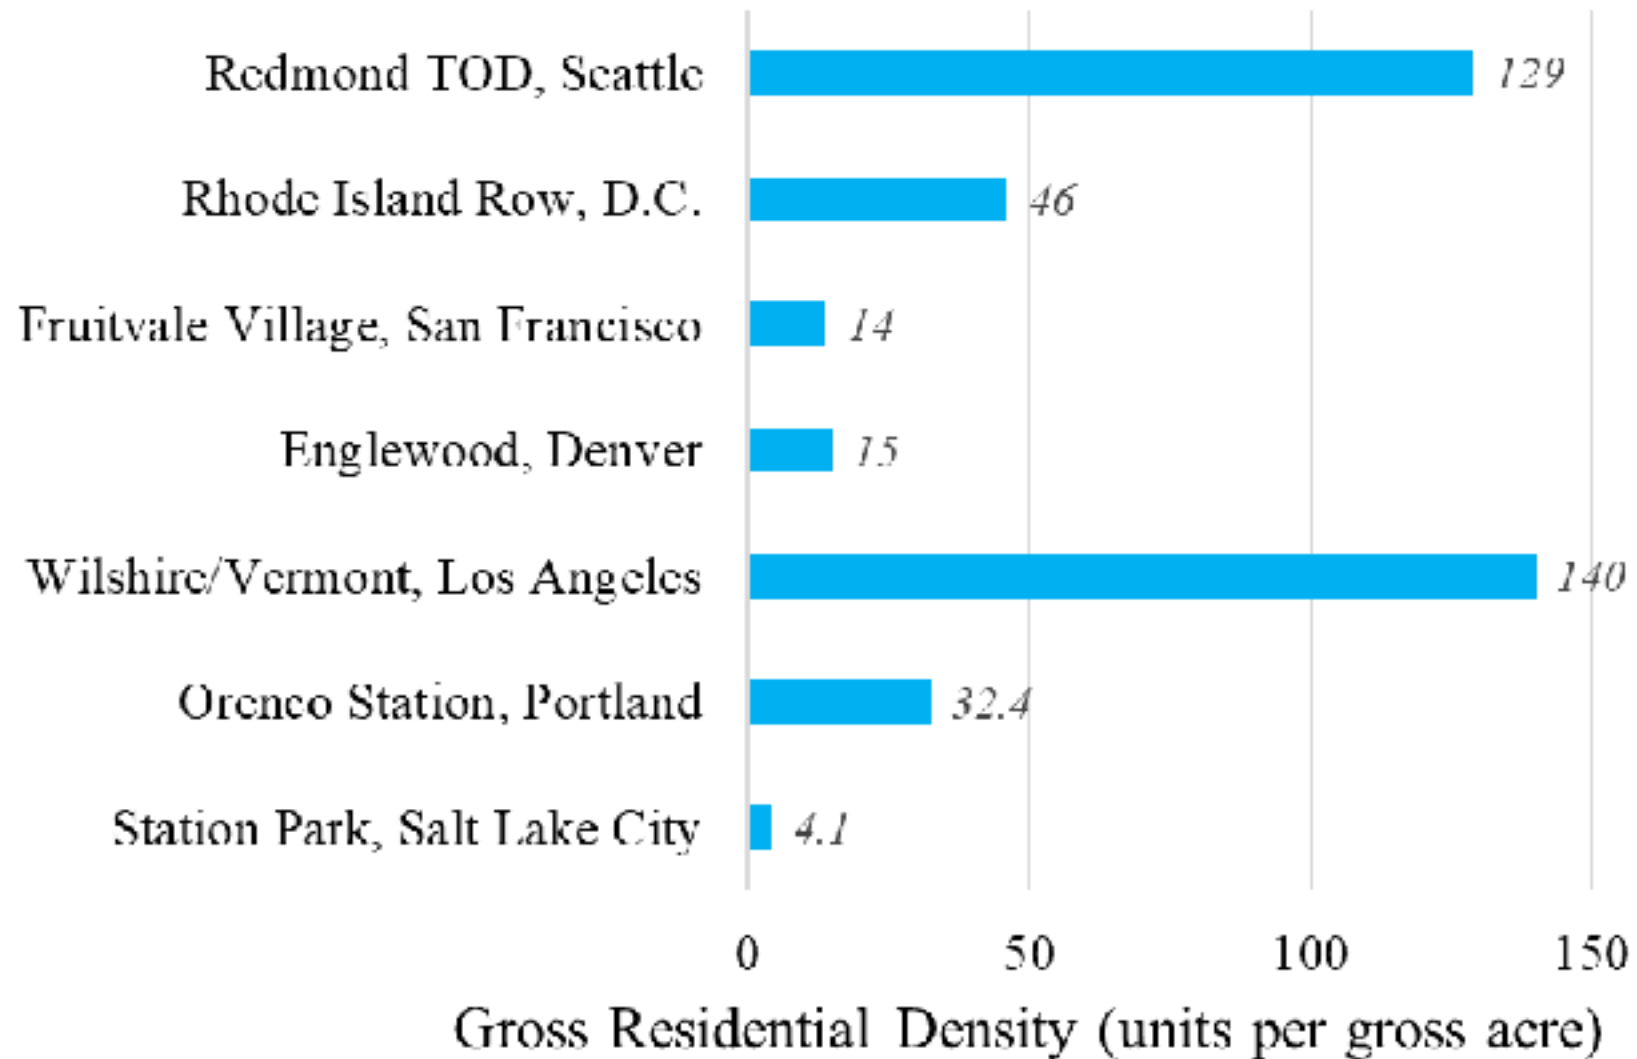 Redmond TOD, Seattle 129
Rhode Island Row, D.C. 46
Fruitvale Village, San Francisco 14
Englewood, Denver 15
Wilshire/Vermont, Los Angeles 140
Orenco Station, Portland 32.4
Station Park, Salt Lake City 4.1
0 50 100 150
Gross Residential Density (units per gross acre)